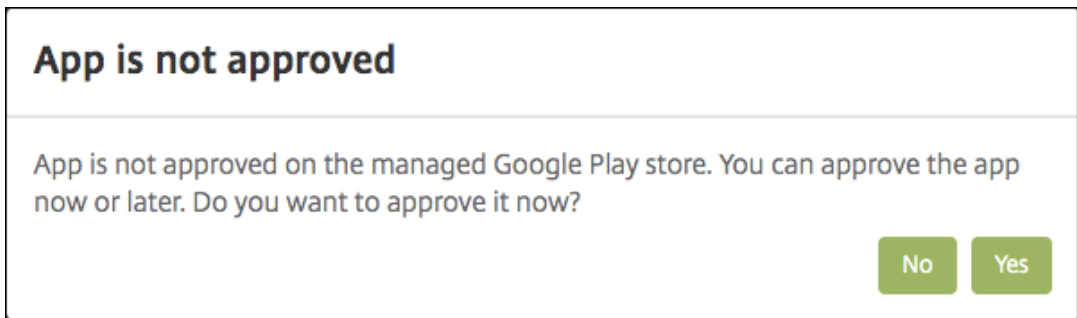 App is not approved
App is not approved on the managed Google Play store. You can approve the app
now or later. Do you want to approve it now?
No Yes